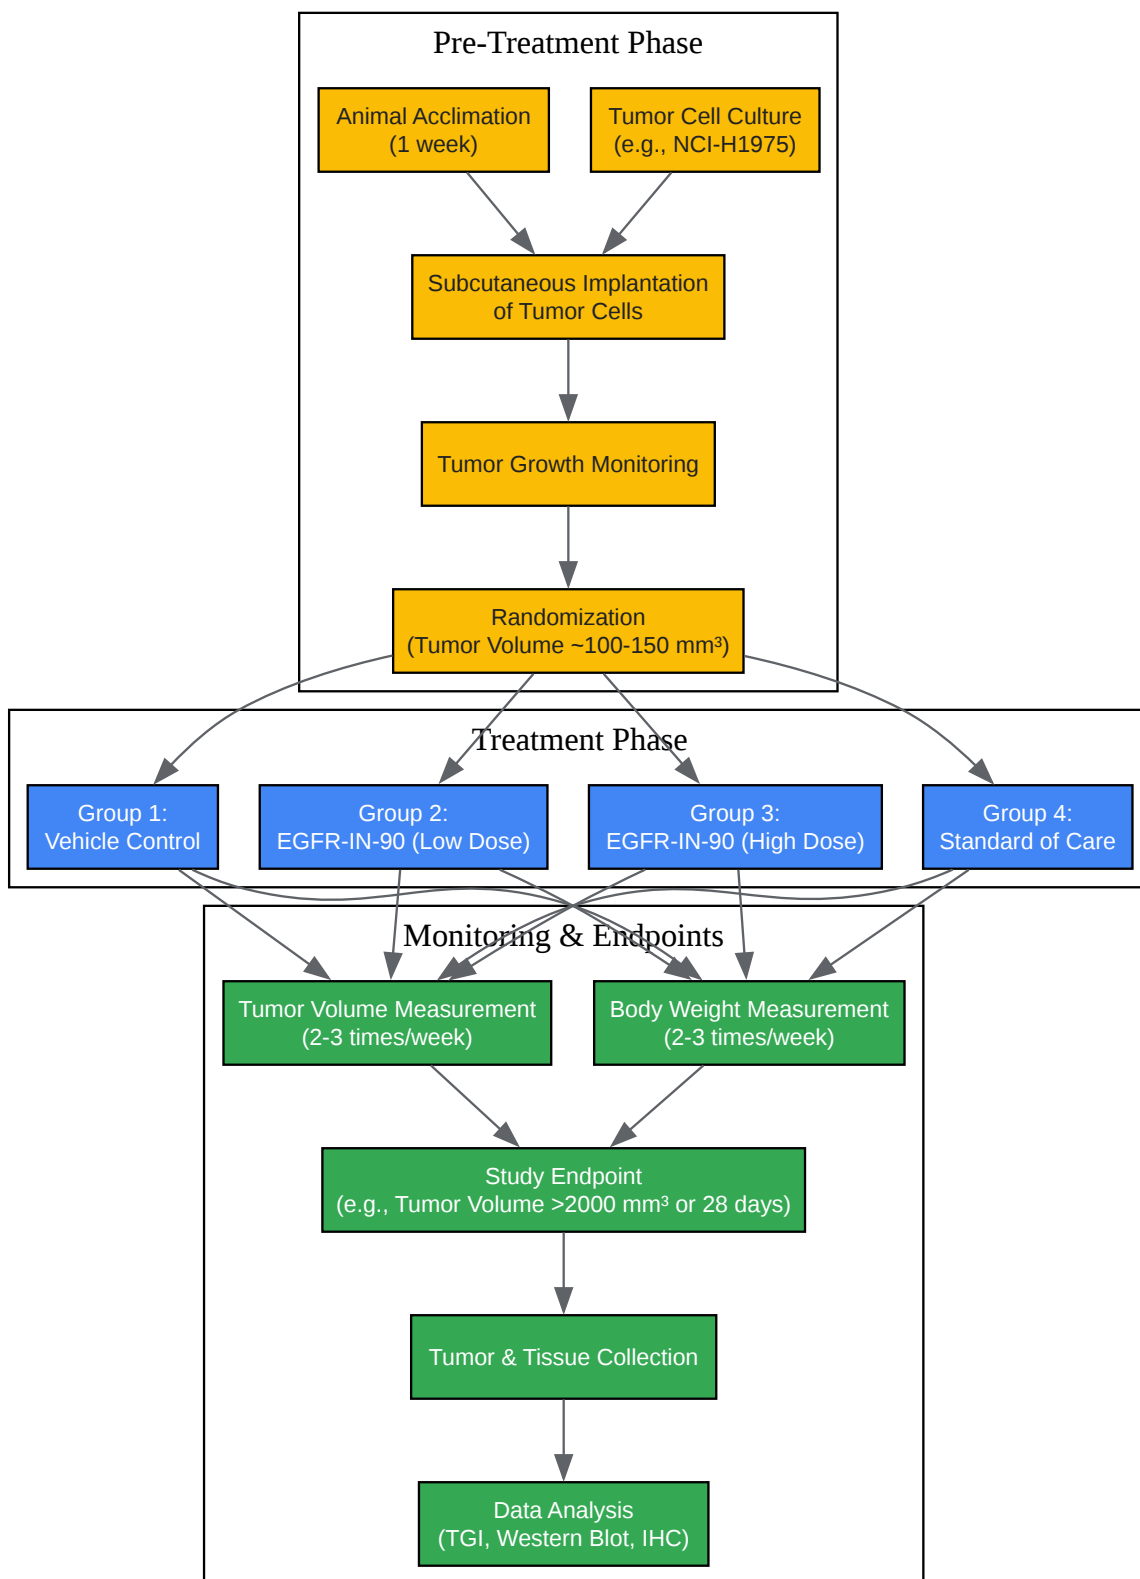 Pre-Treatment Phase
Animal Acclimation
(1 week)
Tumor Cell Culture
(e.g., NCI-H1975)
Subcutaneous Implantation
of Tumor Cells
Tumor Growth Monitoring
Randomization
(Tumor Volume ~100-150 mm³)
Treatment Phase
Group 1:
Vehicle Control
Group 2:
EGFR-IN-90 (Low Dose)
Group 3:
EGFR-IN-90 (High Dose)
Group 4:
Standard of Care
Monitoring & Endpoints
Tumor Volume Measurement
(2-3 times/week)
Body Weight Measurement
(2-3 times/week)
Study Endpoint
(e.g., Tumor Volume >2000 mm³ or 28 days)
Tumor & Tissue Collection
Data Analysis
(TGI, Western Blot, IHC)